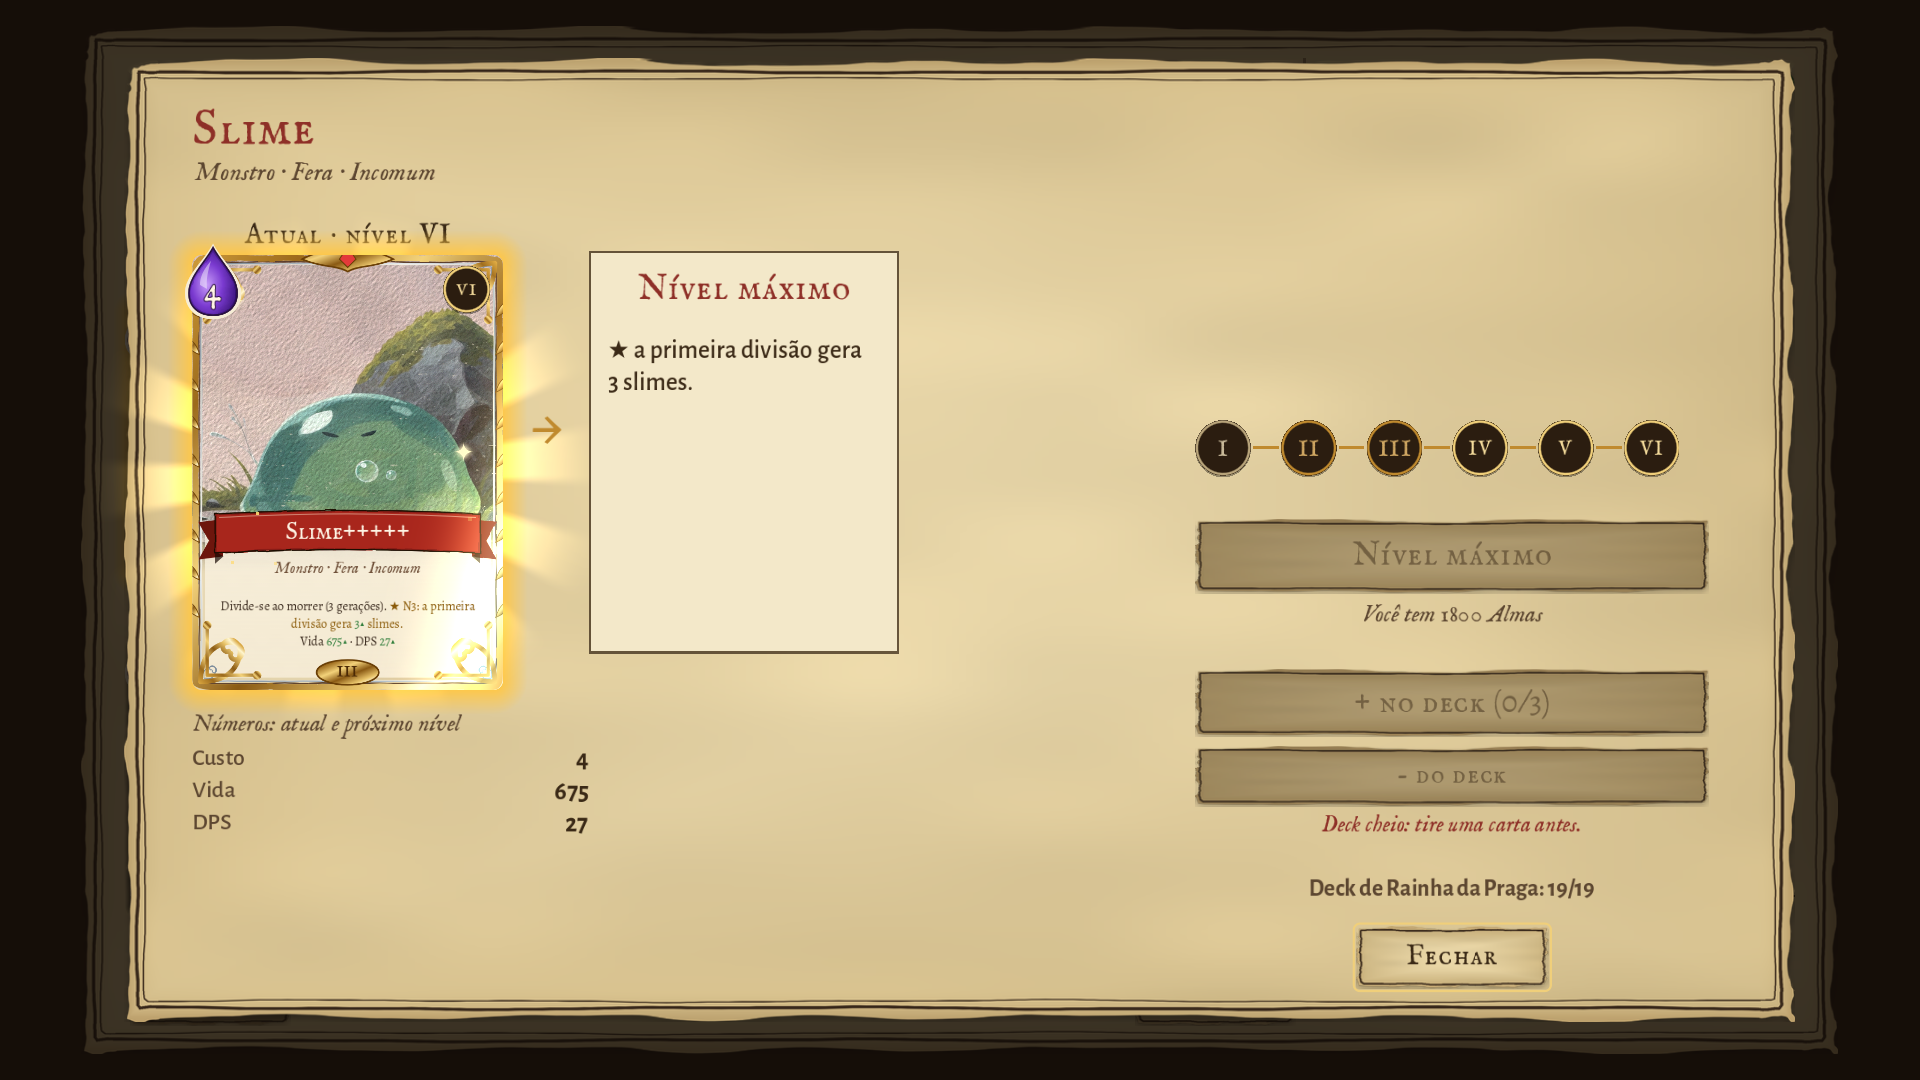 Slime
Monstro · Fera · Incomum
Atual · nível VI
4
VI
Slime+++++
Monstro · Fera · Incomum
Divide-se ao morrer (3 gerações). ★ N3: a primeira
divisão gera 3▲ slimes.
Vida 675▲ · DPS 27▲
III
→
Nível máximo
★ a primeira divisão gera
3 slimes.
Números: atual e próximo nível
Custo 4
Vida 675
DPS 27
I II III IV V VI
Nível máximo
Você tem 1800 Almas
+ no deck (0/3)
- do deck
Deck cheio: tire uma carta antes.
Deck de Rainha da Praga: 19/19
Fechar